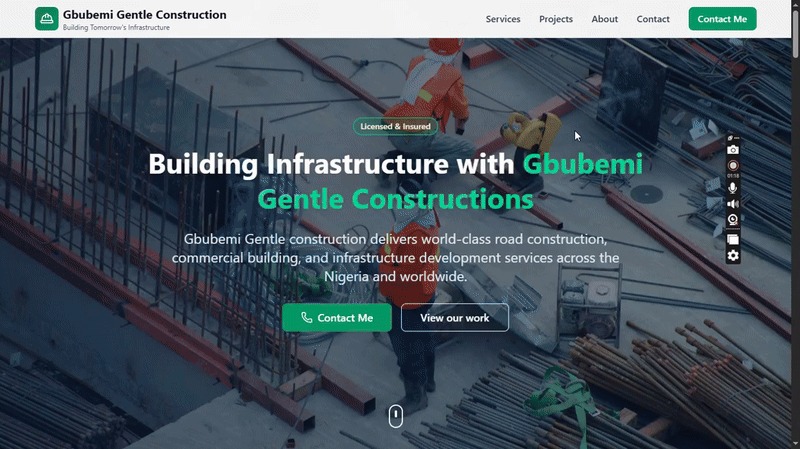 Gbubemi Gentle Construction
Building Tomorrow's Infrastructure
Services Projects About Contact Contact Me
Licensed & Insured
Building Infrastructure with Gbubemi
Gentle Constructions
Gbubemi Gentle construction delivers world-class road construction,
commercial building, and infrastructure development services across the
Nigeria and worldwide.
Contact Me View our work
01:18